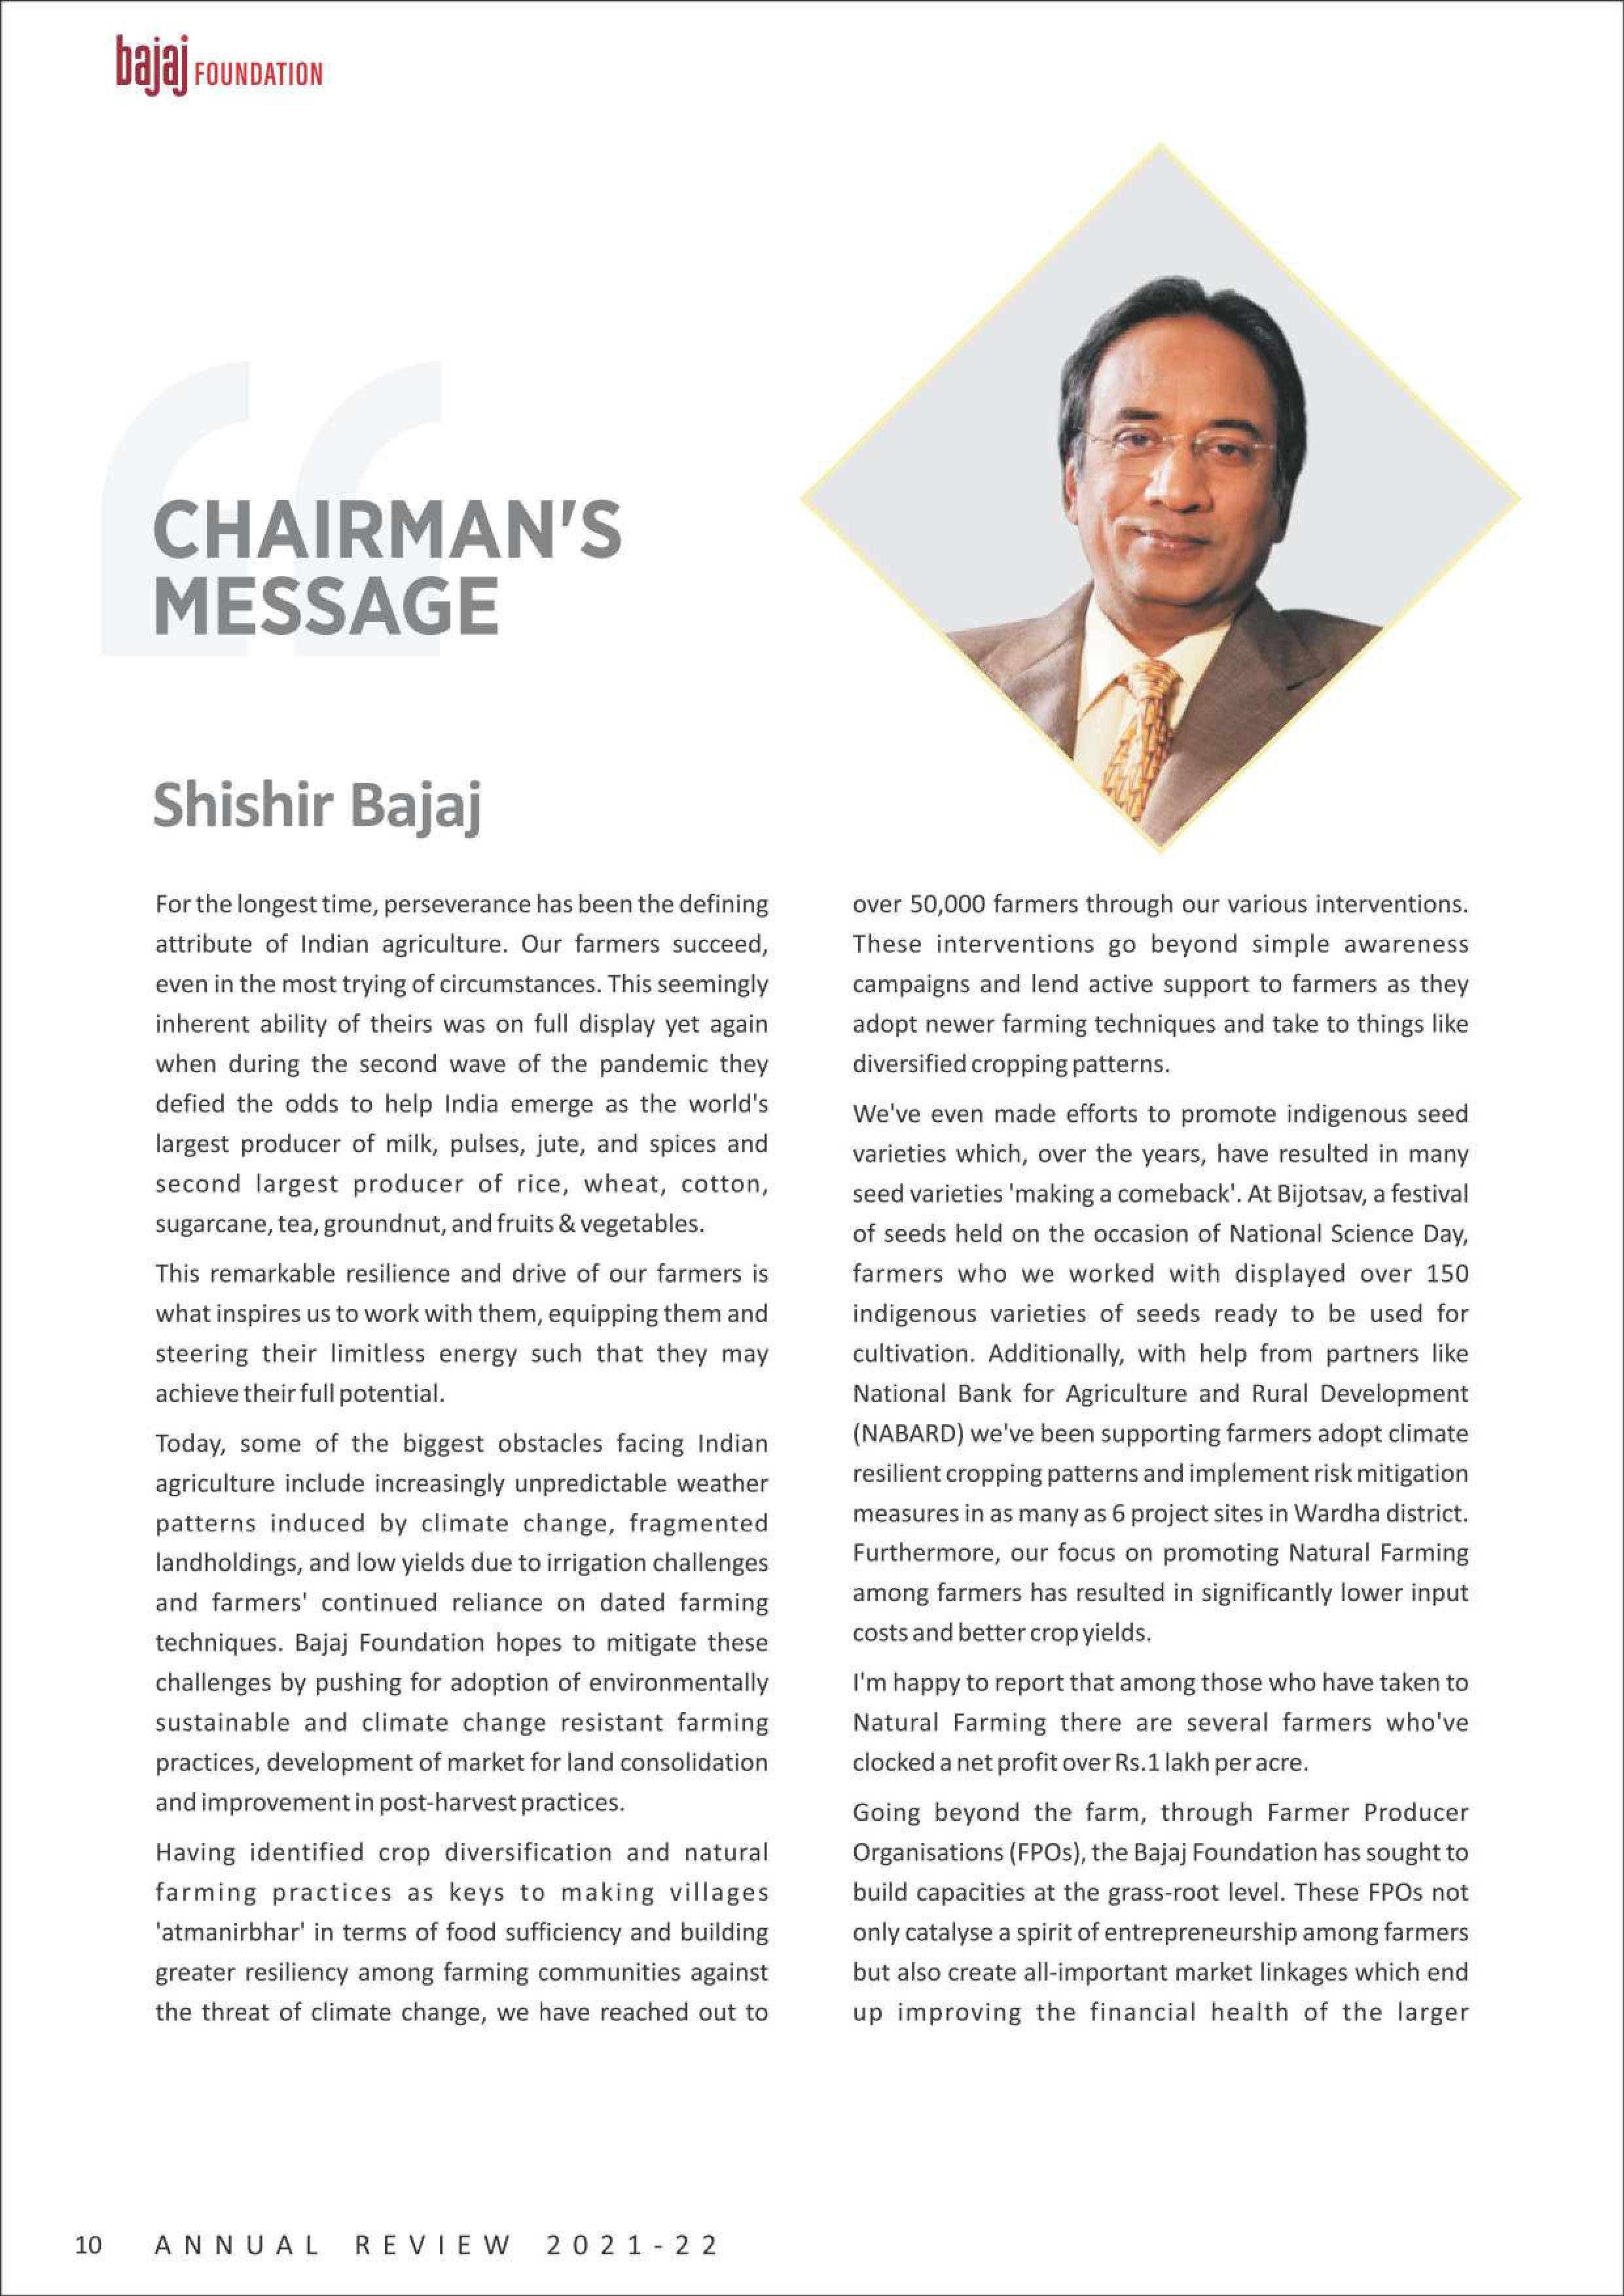 bajaj FOUNDATION
CHAIRMAN'S
MESSAGE
Shishir Bajaj
For the longest time, perseverance has been the defining
attribute of Indian agriculture. Our farmers succeed,
even in the most trying of circumstances. This seemingly
inherent ability of theirs was on full display yet again
when during the second wave of the pandemic they
defied the odds to help India emerge as the world's
largest producer of milk, pulses, jute, and spices and
second largest producer of rice, wheat, cotton,
sugarcane, tea, groundnut, and fruits & vegetables.
This remarkable resilience and drive of our farmers is
what inspires us to work with them, equipping them and
steering their limitless energy such that they may
achieve their full potential.
Today, some of the biggest obstacles facing Indian
agriculture include increasingly unpredictable weather
patterns induced by climate change, fragmented
landholdings, and low yields due to irrigation challenges
and farmers' continued reliance on dated farming
techniques. Bajaj Foundation hopes to mitigate these
challenges by pushing for adoption of environmentally
sustainable and climate change resistant farming
practices, development of market for land consolidation
and improvement in post-harvest practices.
Having identified crop diversification and natural
farming practices as keys to making villages
'atmanirbhar' in terms of food sufficiency and building
greater resiliency among farming communities against
the threat of climate change, we have reached out to
over 50,000 farmers through our various interventions.
These interventions go beyond simple awareness
campaigns and lend active support to farmers as they
adopt newer farming techniques and take to things like
diversified cropping patterns.
We've even made efforts to promote indigenous seed
varieties which, over the years, have resulted in many
seed varieties 'making a comeback'. At Bijotsav, a festival
of seeds held on the occasion of National Science Day,
farmers who we worked with displayed over 150
indigenous varieties of seeds ready to be used for
cultivation. Additionally, with help from partners like
National Bank for Agriculture and Rural Development
(NABARD) we've been supporting farmers adopt climate
resilient cropping patterns and implement risk mitigation
measures in as many as 6 project sites in Wardha district.
Furthermore, our focus on promoting Natural Farming
among farmers has resulted in significantly lower input
costs and better crop yields.
I'm happy to report that among those who have taken to
Natural Farming there are several farmers who've
clocked a net profit over Rs.1 lakh per acre.
Going beyond the farm, through Farmer Producer
Organisations (FPOs), the Bajaj Foundation has sought to
build capacities at the grass-root level. These FPOs not
only catalyse a spirit of entrepreneurship among farmers
but also create all-important market linkages which end
up improving the financial health of the larger
10 ANNUAL REVIEW 2021-22